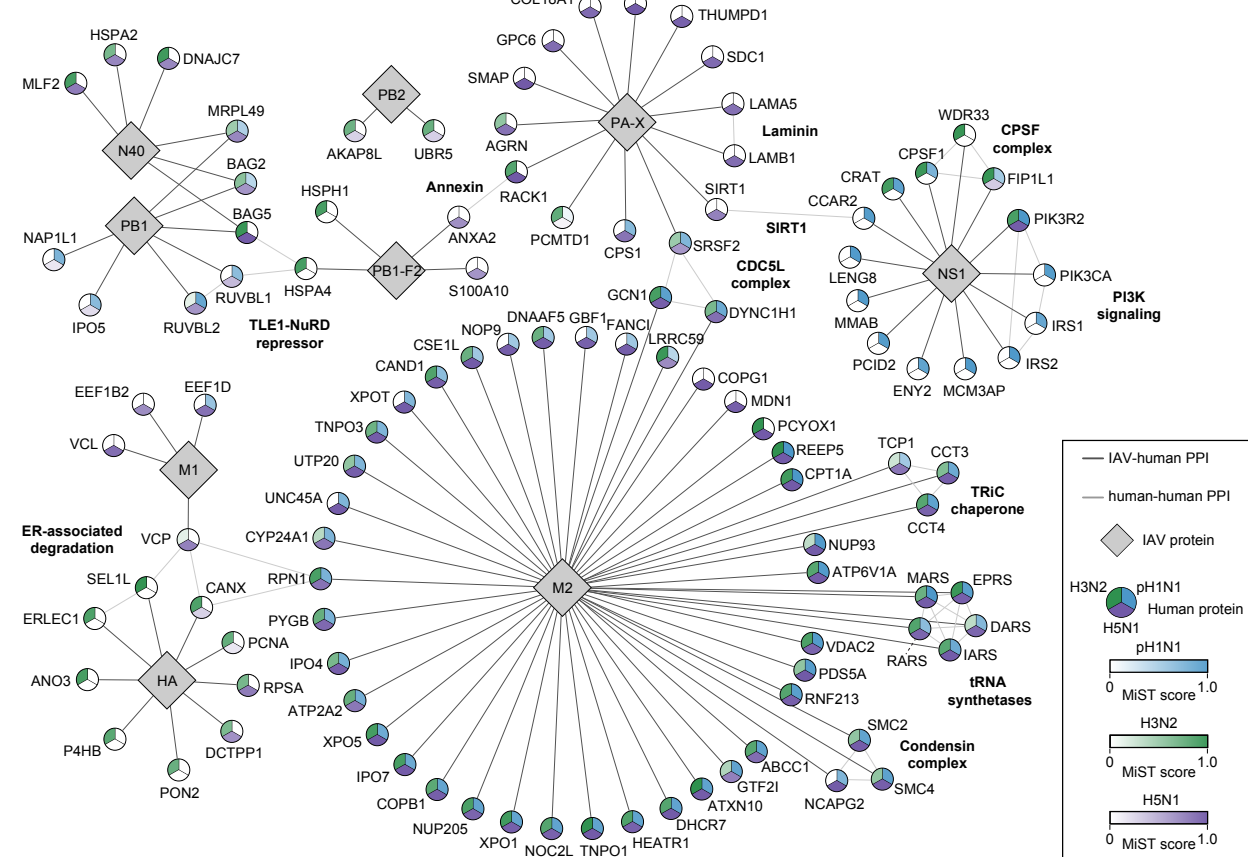 COL18A1
THUMPD1
HSPA2
DNAJC7
GPC6
SDC1
MLF2
SMAP
PB2
LAMA5
MRPL49
PA-X
Laminin
WDR33
CPSF
complex
N40
AKAP8L
UBR5
AGRN
LAMB1
CPSF1
BAG2
FIP1L1
HSPH1
Annexin
RACK1
SIRT1
CRAT
CCAR2
BAG5
PB1
PIK3R2
NAP1L1
ANXA2
PCMTD1
CPS1
SIRT1
SRSF2
LENG8
NS1
PIK3CA
PB1-F2
HSPA4
S100A10
CDC5L
complex
RUVBL1
GCN1
MMAB
PI3K
signaling
IPO5
RUVBL2
TLE1-NuRD
repressor
DNAAF5
GBF1
FANCI
DYNC1H1
IRS1
NOP9
LRRC59
PCID2
CSE1L
IRS2
CAND1
COPG1
ENY2
MCM3AP
EEF1B2
EEF1D
XPOT
MDN1
TNPO3
PCYOX1
VCL
M1
REEP5
TCP1
CCT3
UTP20
CPT1A
IAV-human PPI
UNC45A
TRiC
chaperone
human-human PPI
CCT4
ER-associated
degradation
VCP
CYP24A1
NUP93
IAV protein
SEL1L
CANX
RPN1
M2
ATP6V1A
MARS
EPRS
H3N2
pH1N1
Human protein
H5N1
ERLEC1
PYGB
DARS
PCNA
VDAC2
RARS
IARS
pH1N1
0
MiST score
1.0
IPO4
PDS5A
ANO3
HA
RPSA
RNF213
tRNA
synthetases
ATP2A2
H3N2
0
MiST score
1.0
P4HB
DCTPP1
XPO5
SMC2
Condensin
complex
IPO7
ABCC1
PON2
GTF2I
SMC4
COPB1
ATXN10
NCAPG2
H5N1
0
MiST score
1.0
NUP205
DHCR7
XPO1
NOC2L
TNPO1
HEATR1